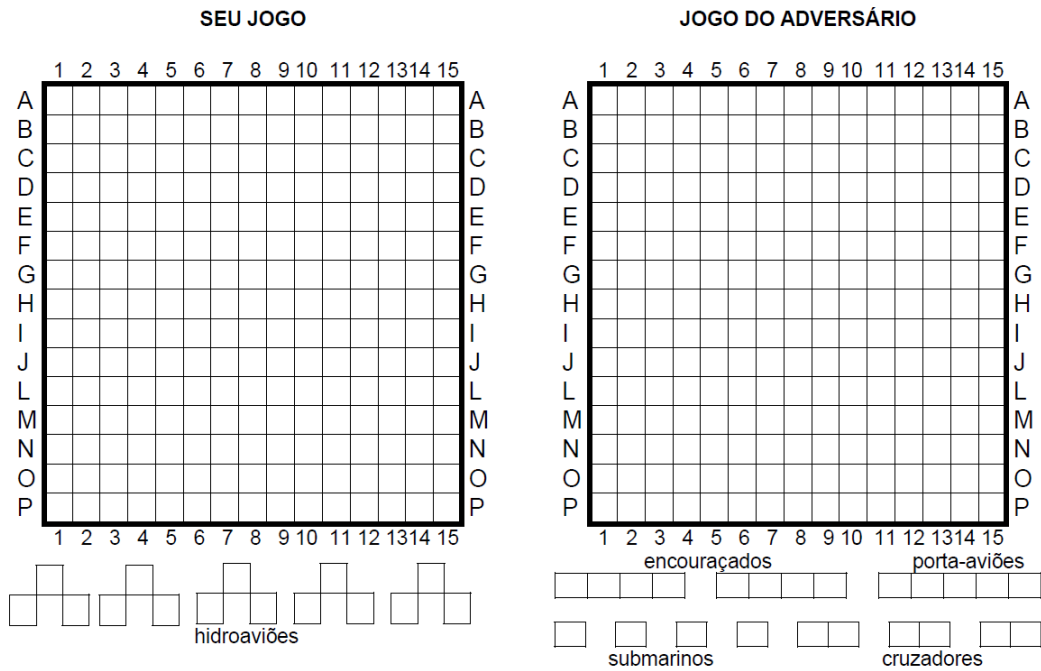 SEU JOGO JOGO DO ADVERSÁRIO
1 2 3 4 5 6 7 8 9 10 11 12 13 14 15 1 2 3 4 5 6 7 8 9 10 11 12 13 14 15
A A A A
B B B B
C C C C
D D D D
E E E E
F F F F
G G G G
H H H H
I I I I
J J J J
L L L L
M M M M
N N N N
O O O O
P P P P
1 2 3 4 5 6 7 8 9 10 11 12 13 14 15 1 2 3 4 5 6 7 8 9 10 11 12 13 14 15
encouraçados porta-aviões
hidroaviões
submarinos cruzadores